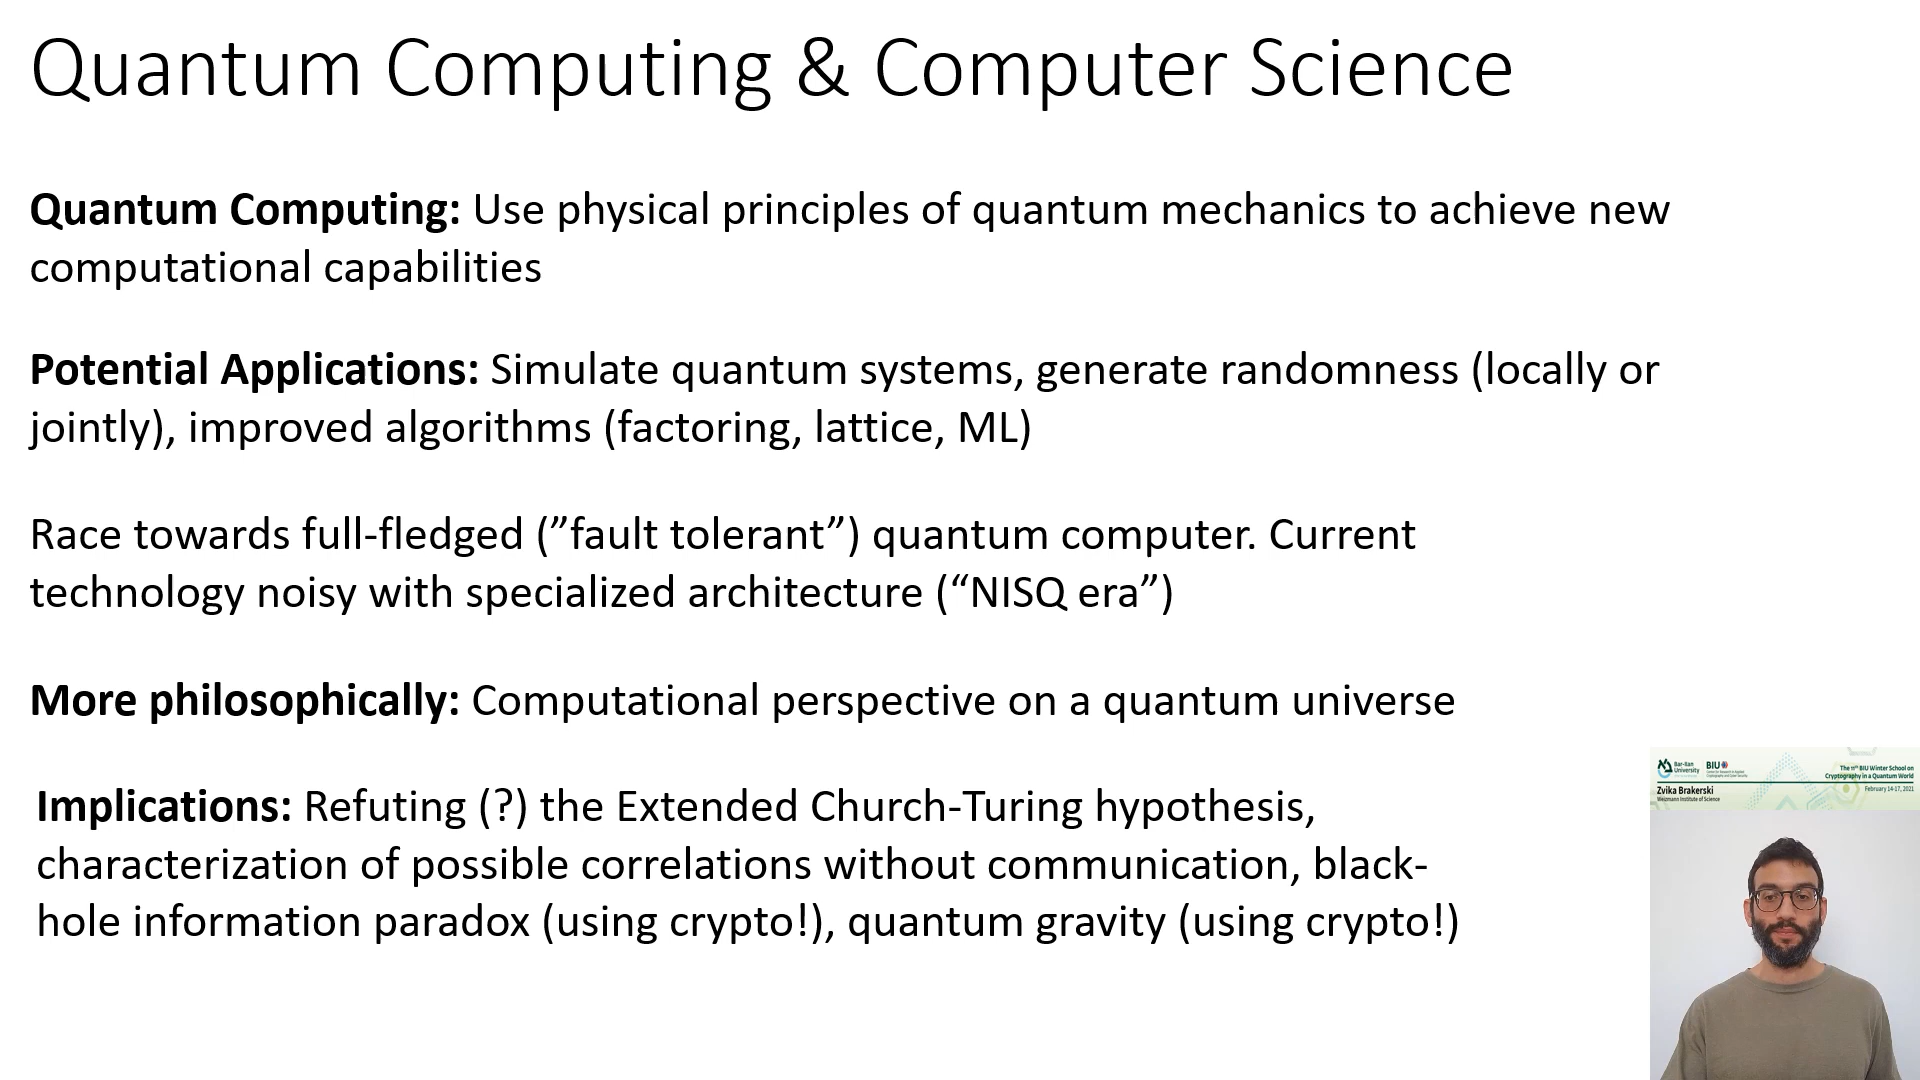 Quantum Computing & Computer Science
Quantum Computing: Use physical principles of quantum mechanics to achieve new
computational capabilities
Potential Applications: Simulate quantum systems, generate randomness (locally or
jointly), improved algorithms (factoring, lattice, ML)
Race towards full-fledged (”fault tolerant”) quantum computer. Current
technology noisy with specialized architecture (“NISQ era”)
More philosophically: Computational perspective on a quantum universe
Implications: Refuting (?) the Extended Church-Turing hypothesis,
characterization of possible correlations without communication, black-
hole information paradox (using crypto!), quantum gravity (using crypto!)
Bar-Ilan
University
BIU
The 11th BIU Winter School on
Cryptography in a Quantum World
February 14-17, 2021
Zvika Brakerski
Weizmann Institute of Science